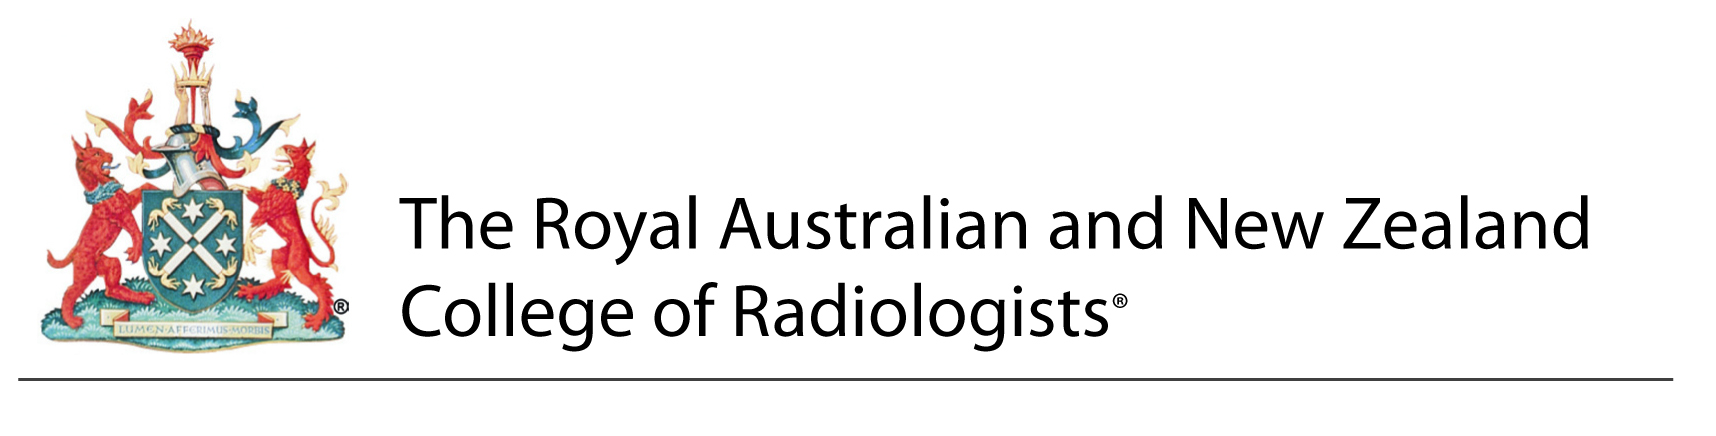 The Royal Australian and New Zealand
College of Radiologists®
®
LUMEN·AFFERIMUS·MORBIS